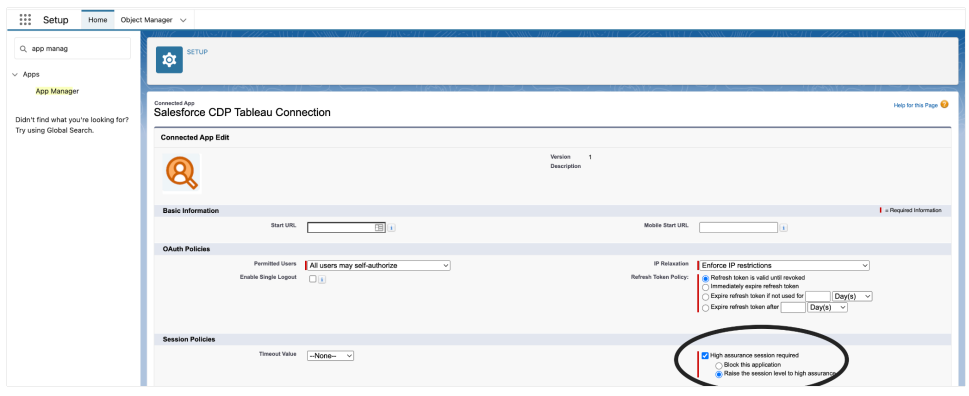 Setup
Home
Object Manager
app manag
Apps
App Manager
Didn't find what you're looking for?
Try using Global Search.
SETUP
Connected App
Salesforce CDP Tableau Connection
Help for this Page ?
Connected App Edit
Version 1
Description
Basic Information
= Required Information
Start URL i
Mobile Start URL i
OAuth Policies
Permitted Users All users may self-authorize
IP Relaxation Enforce IP restrictions
Enable Single Logout i
Refresh Token Policy: Refresh token is valid until revoked
Immediately expire refresh token
Expire refresh token if not used for Day(s)
Expire refresh token after Day(s)
Session Policies
Timeout Value --None--
High assurance session required
Block this application
Raise the session level to high assurance